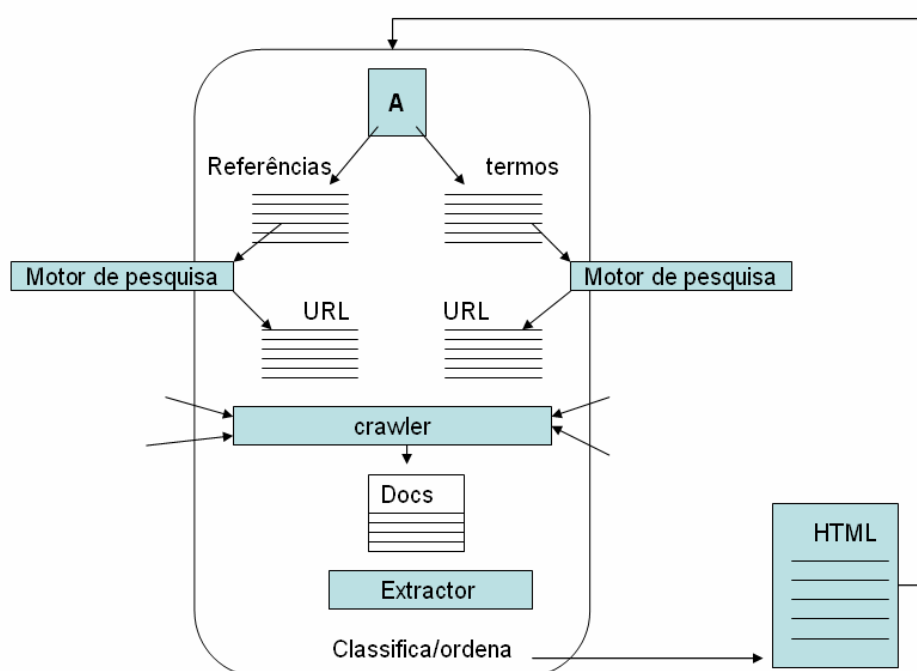 A
Referências
termos
Motor de pesquisa
Motor de pesquisa
URL
URL
crawler
Docs
HTML
Extractor
Classifica/ordena